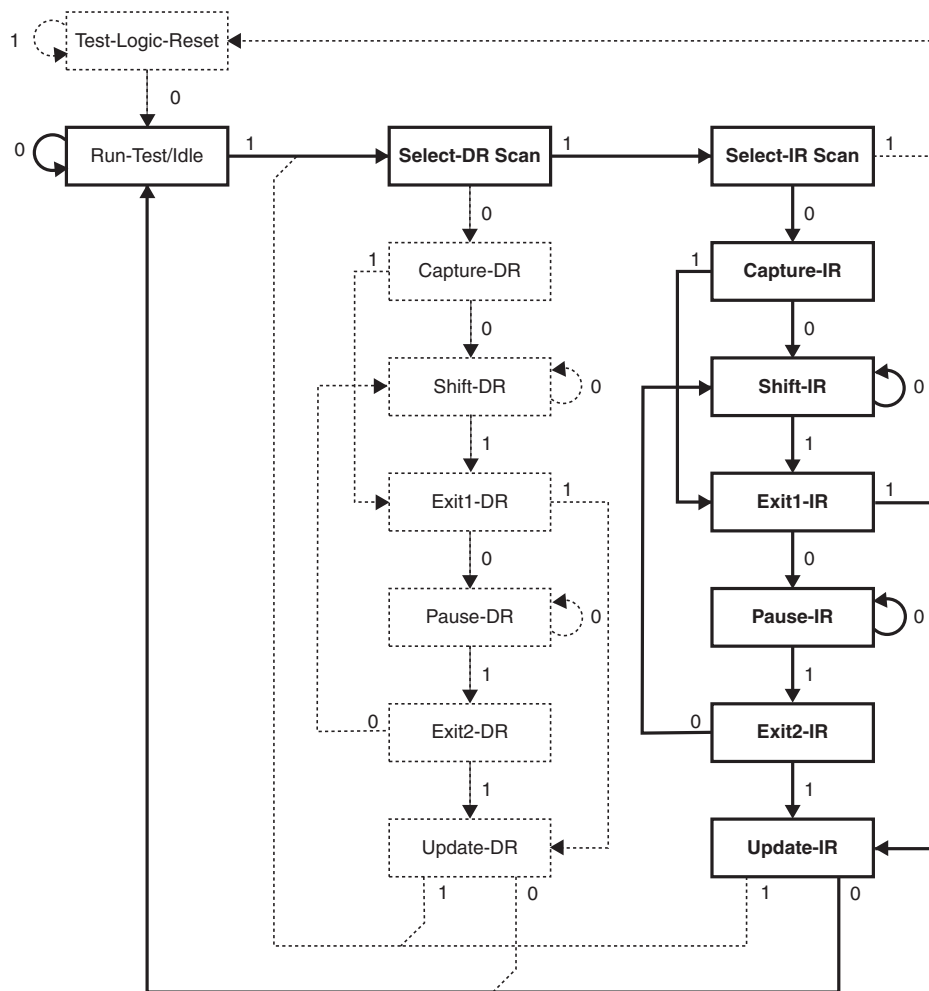 1 Test-Logic-Reset
0
0 Run-Test/Idle 1 Select-DR Scan 1 Select-IR Scan 1
0 0
1 Capture-DR 1 Capture-IR
0 0
Shift-DR 0 Shift-IR 0
1 1
Exit1-DR 1 Exit1-IR 1
0 0
Pause-DR 0 Pause-IR 0
1 1
0 Exit2-DR 0 Exit2-IR
1 1
Update-DR Update-IR
1 0 1 0